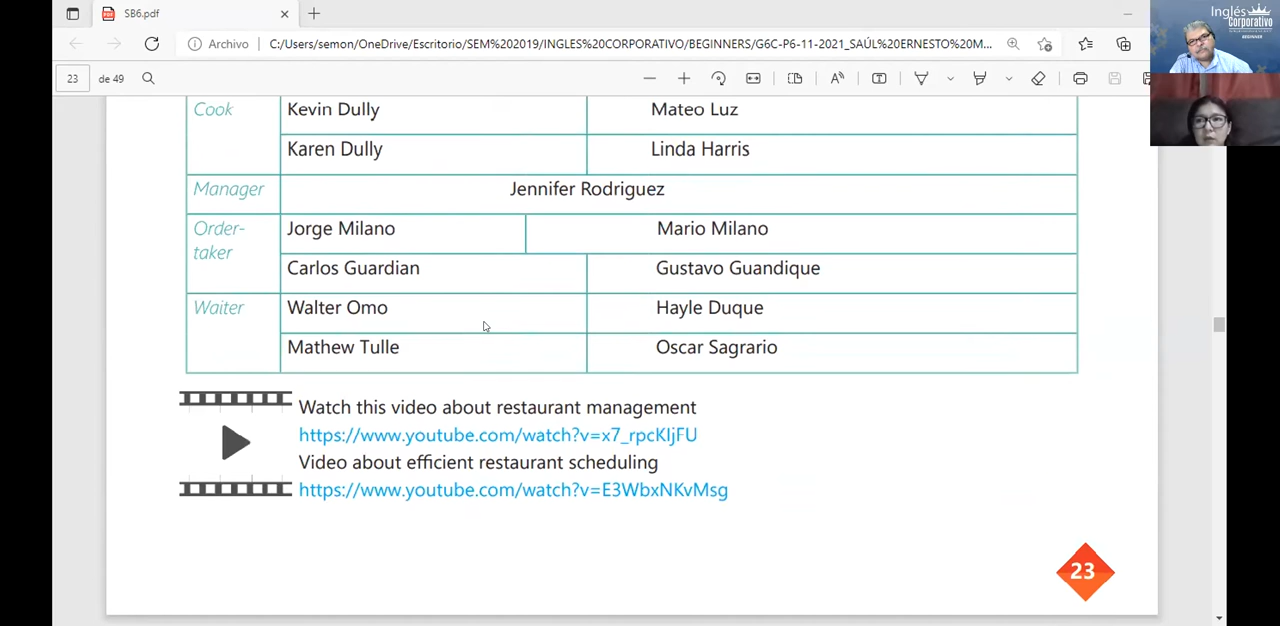 SB6.pdf
Archivo C:/Users/semon/OneDrive/Escritorio/SEM%202019/INGLES%20CORPORATIVO/BEGINNERS/G6C-P6-11-2021_SAÚL%20ERNESTO%20M...
23 de 49
Inglés
Corporativo
BEGINNER
Cook Kevin Dully Mateo Luz
Karen Dully Linda Harris
Manager Jennifer Rodriguez
Order- Jorge Milano Mario Milano
taker
Carlos Guardian Gustavo Guandique
Waiter Walter Omo Hayle Duque
Mathew Tulle Oscar Sagrario
Watch this video about restaurant management
https://www.youtube.com/watch?v=x7_rpcKIjFU
Video about efficient restaurant scheduling
https://www.youtube.com/watch?v=E3WbxNKvMsg
23